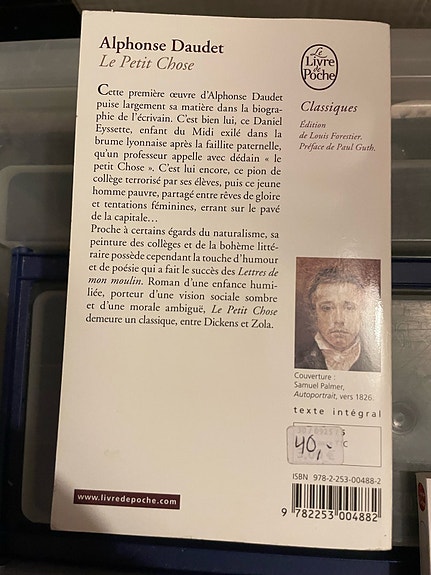 Alphonse Daudet
Le Petit Chose
Cette première œuvre d'Alphonse Daudet
puise largement sa matière dans la biogra-
phie de l'écrivain. C'est bien lui, ce Daniel
Eyssette, enfant du Midi exilé dans la
brume lyonnaise après la faillite paternelle,
qu'un professeur appelle avec dédain « le
petit Chose ». C'est lui encore, ce pion de
collège terrorisé par ses élèves, puis ce jeune
homme pauvre, partagé entre rêves de gloire
et tentations féminines, errant sur le pavé
de la capitale…
Proche à certains égards du naturalisme, sa
peinture des collèges et de la bohème litté-
raire possède cependant la touche d'humour
et de poésie qui a fait le succès des Lettres de
mon moulin. Roman d'une enfance humi-
liée, porteur d'une vision sociale sombre
et d'une morale ambiguë, Le Petit Chose
demeure un classique, entre Dickens et Zola.
Le
Livre
de
Poche
Classiques
Édition
de Louis Forestier.
Préface de Paul Guth.
Couverture :
Samuel Palmer,
Autoportrait, vers 1826.
texte intégral
40,-
ISBN 978-2-253-00488-2
9 782253 004882
www.livredepoche.com